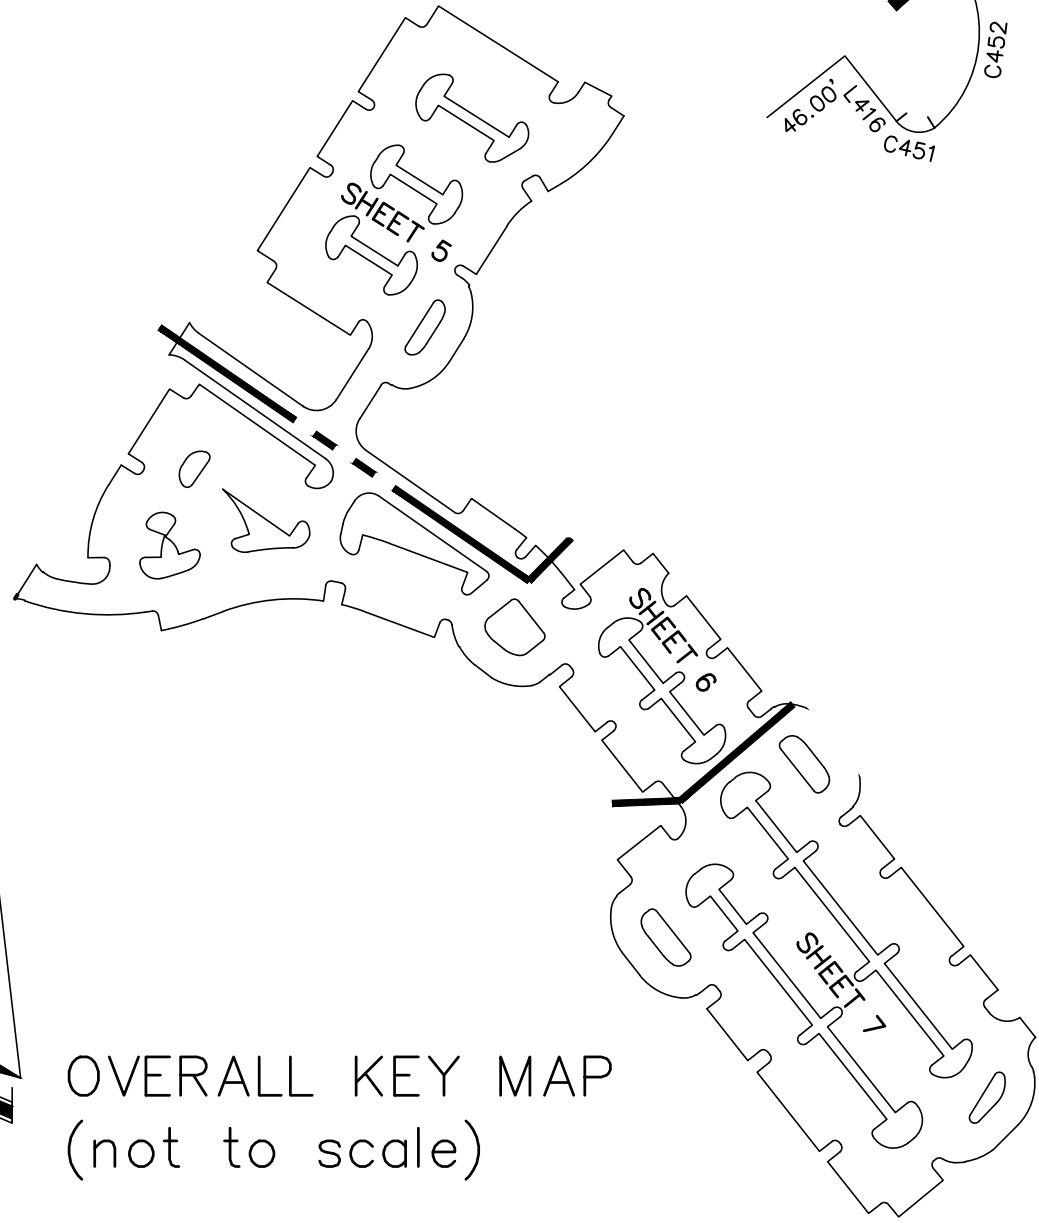 C452
46.00'
L416
C451
SHEET 5
SHEET 6
SHEET 7
OVERALL KEY MAP
(not to scale)